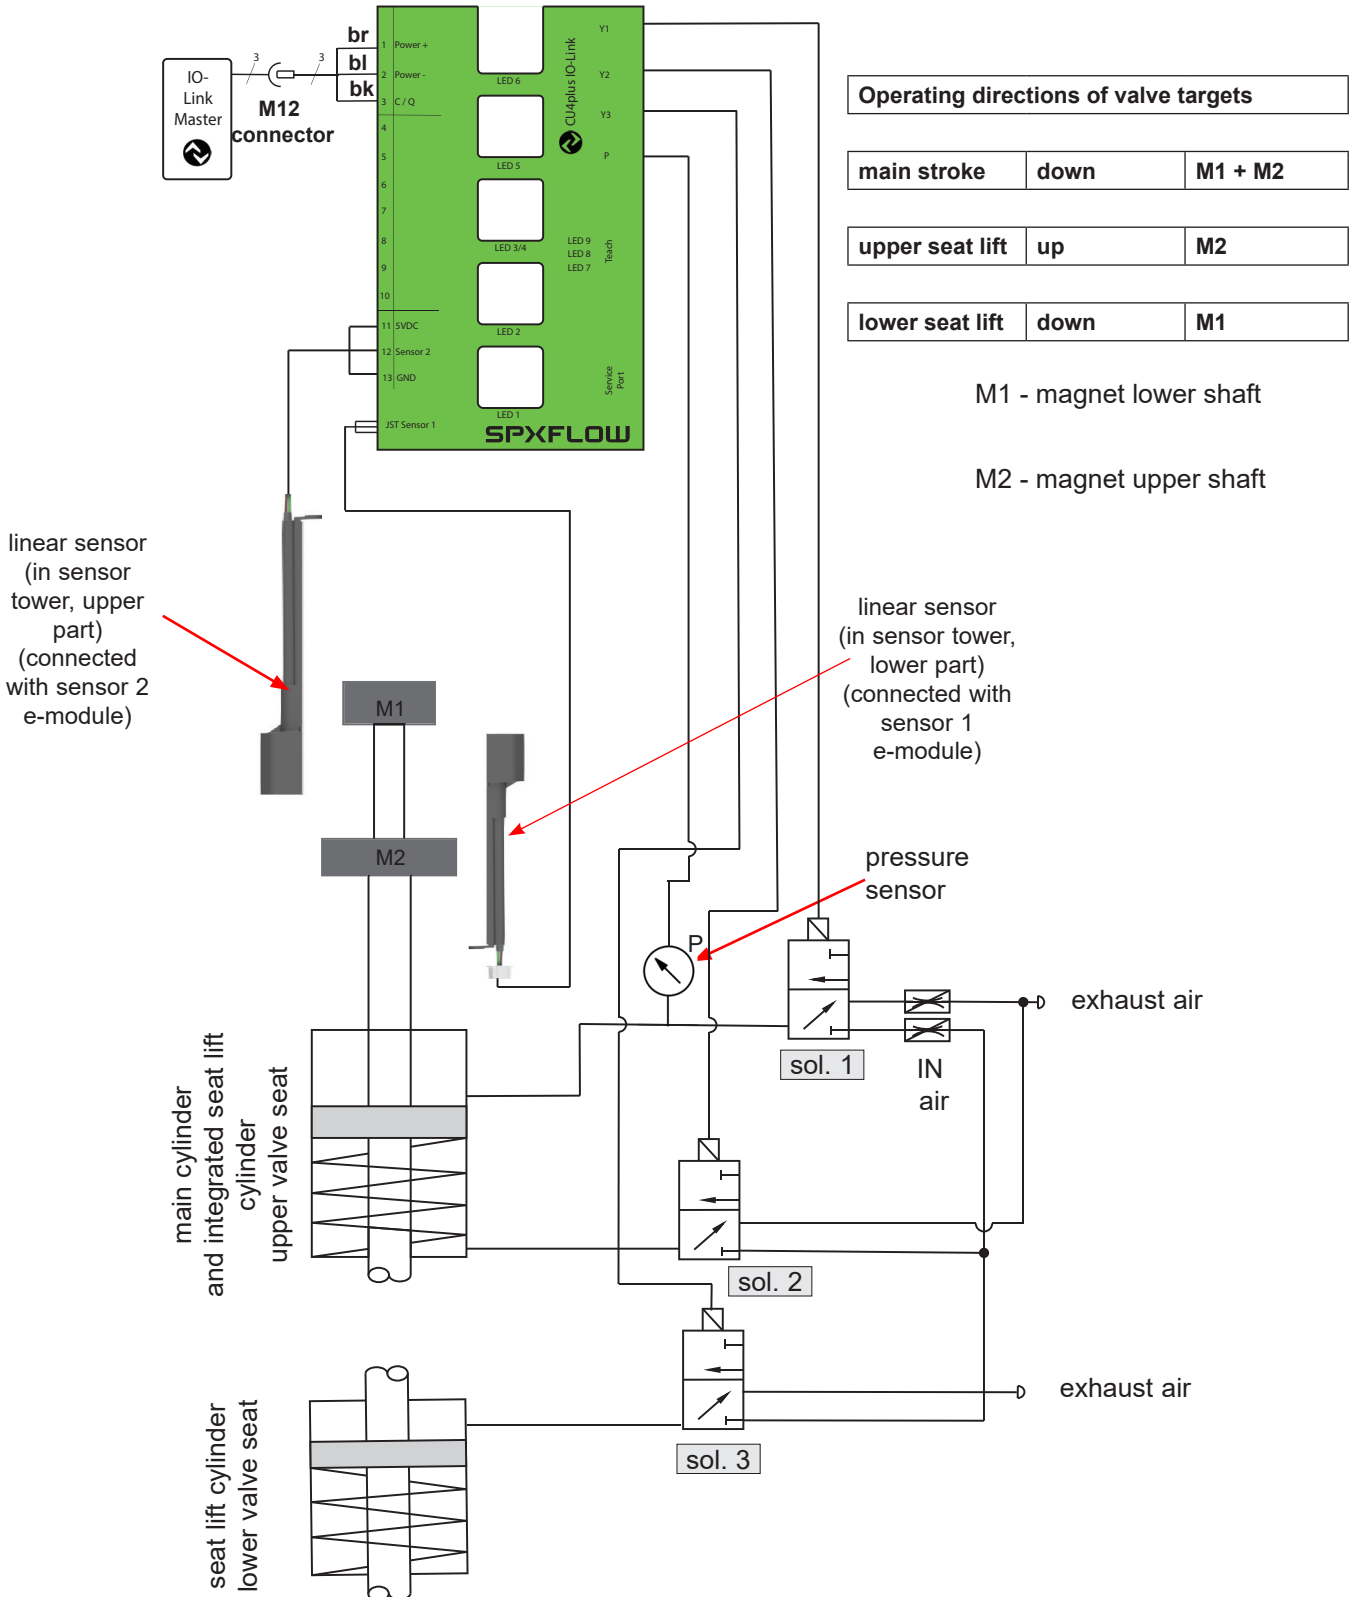 br
bl
bk
3
3
IO-
Link
Master
M12
connector
1 Power +
2 Power -
3 C / Q
4
5
6
7
8
9
10
11 5VDC
12 Sensor 2
13 GND
JST Sensor 1
LED 6
LED 5
LED 3/4
LED 2
LED 1
CU4plus IO-Link
Y1
Y2
Y3
P
LED 9
LED 8
LED 7
Teach
Service
Port
SPXFLOW
Operating directions of valve targets
main stroke down M1 + M2
upper seat lift up M2
lower seat lift down M1
M1 - magnet lower shaft
M2 - magnet upper shaft
linear sensor
(in sensor
tower, upper
part)
(connected
with sensor 2
e-module)
linear sensor
(in sensor tower,
lower part)
(connected with
sensor 1
e-module)
M1
M2
pressure
sensor
P
exhaust air
sol. 1
IN
air
main cylinder
and integrated seat lift
cylinder
upper valve seat
sol. 2
exhaust air
sol. 3
seat lift cylinder
lower valve seat